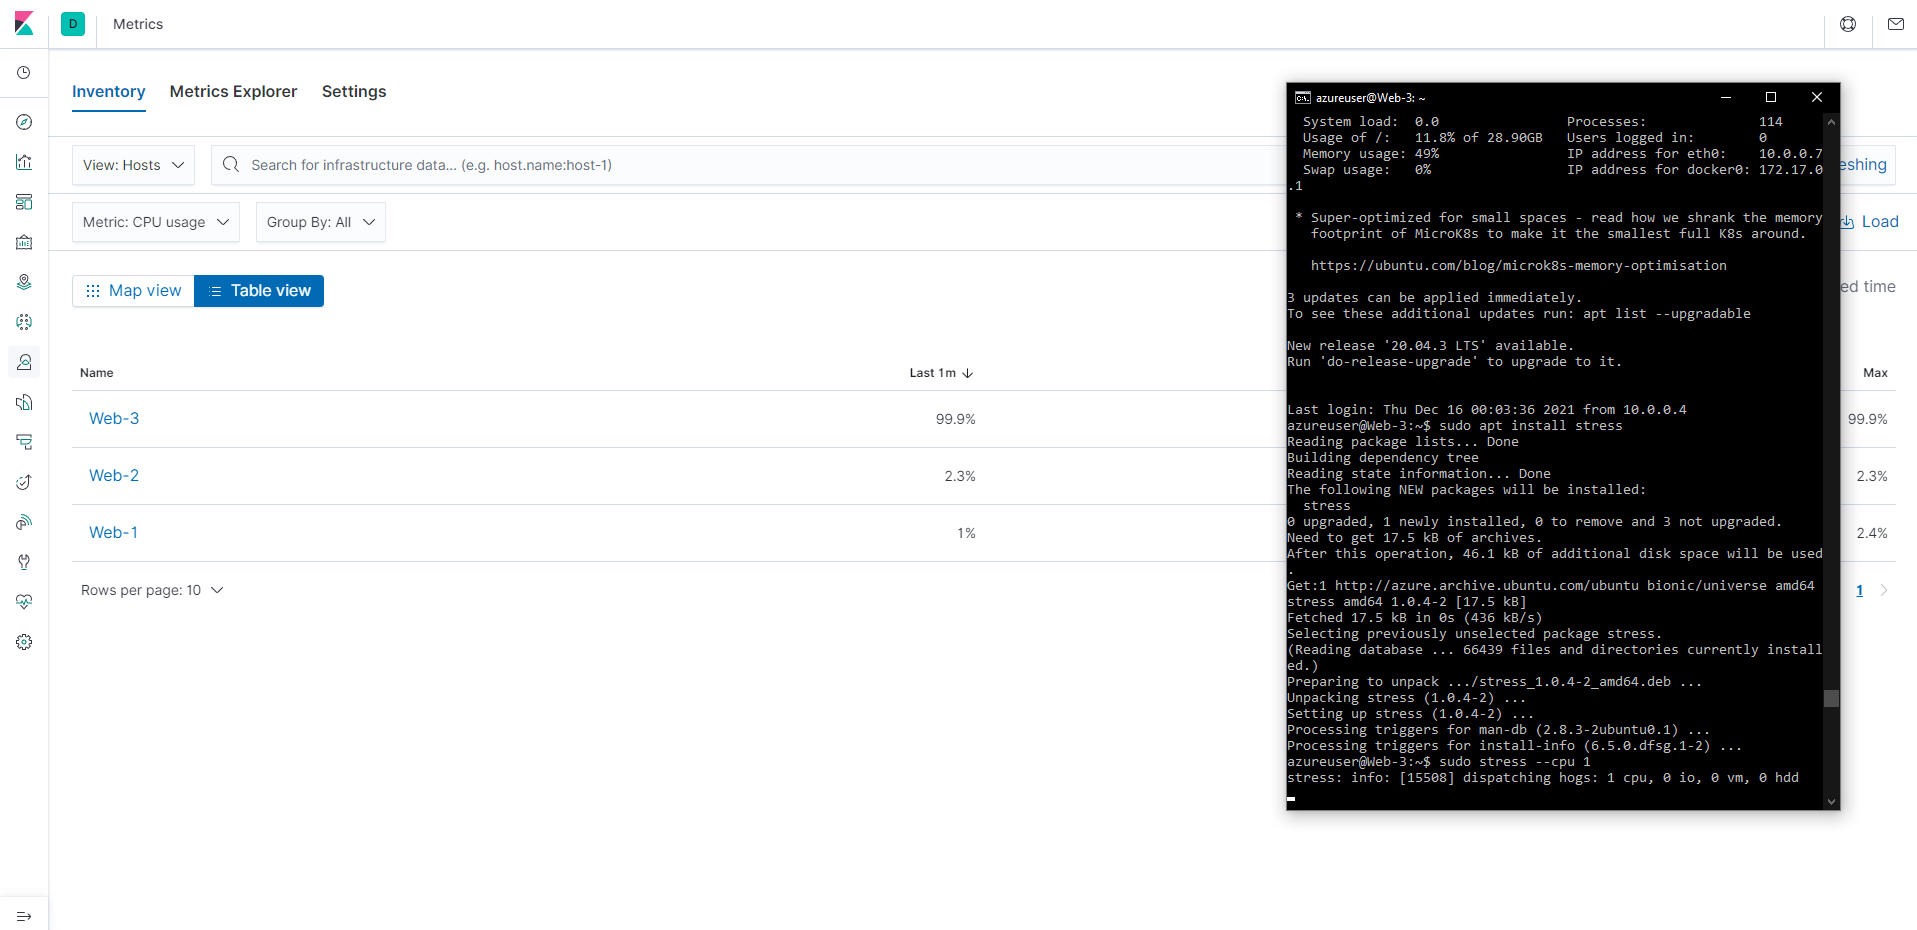 D Metrics
Inventory Metrics Explorer Settings
View: Hosts Search for infrastructure data... (e.g. host.name:host-1) eshing
Metric: CPU usage Group By: All Load
Map view Table view ed time
Name Last 1m Max
Web-3 99.9% 99.9%
Web-2 2.3% 2.3%
Web-1 1% 2.4%
Rows per page: 10 1
azureuser@Web-3: ~
System load: 0.0 Processes: 114
Usage of /: 11.8% of 28.90GB Users logged in: 0
Memory usage: 49% IP address for eth0: 10.0.0.7
Swap usage: 0% IP address for docker0: 172.17.0
.1
* Super-optimized for small spaces - read how we shrank the memory
footprint of MicroK8s to make it the smallest full K8s around.
https://ubuntu.com/blog/microk8s-memory-optimisation
3 updates can be applied immediately.
To see these additional updates run: apt list --upgradable
New release '20.04.3 LTS' available.
Run 'do-release-upgrade' to upgrade to it.
Last login: Thu Dec 16 00:03:36 2021 from 10.0.0.4
azureuser@Web-3:~$ sudo apt install stress
Reading package lists... Done
Building dependency tree
Reading state information... Done
The following NEW packages will be installed:
stress
0 upgraded, 1 newly installed, 0 to remove and 3 not upgraded.
Need to get 17.5 kB of archives.
After this operation, 46.1 kB of additional disk space will be used
.
Get:1 http://azure.archive.ubuntu.com/ubuntu bionic/universe amd64
stress amd64 1.0.4-2 [17.5 kB]
Fetched 17.5 kB in 0s (436 kB/s)
Selecting previously unselected package stress.
(Reading database ... 66439 files and directories currently install
ed.)
Preparing to unpack .../stress_1.0.4-2_amd64.deb ...
Unpacking stress (1.0.4-2) ...
Setting up stress (1.0.4-2) ...
Processing triggers for man-db (2.8.3-2ubuntu0.1) ...
Processing triggers for install-info (6.5.0.dfsg.1-2) ...
azureuser@Web-3:~$ sudo stress --cpu 1
stress: info: [15508] dispatching hogs: 1 cpu, 0 io, 0 vm, 0 hdd